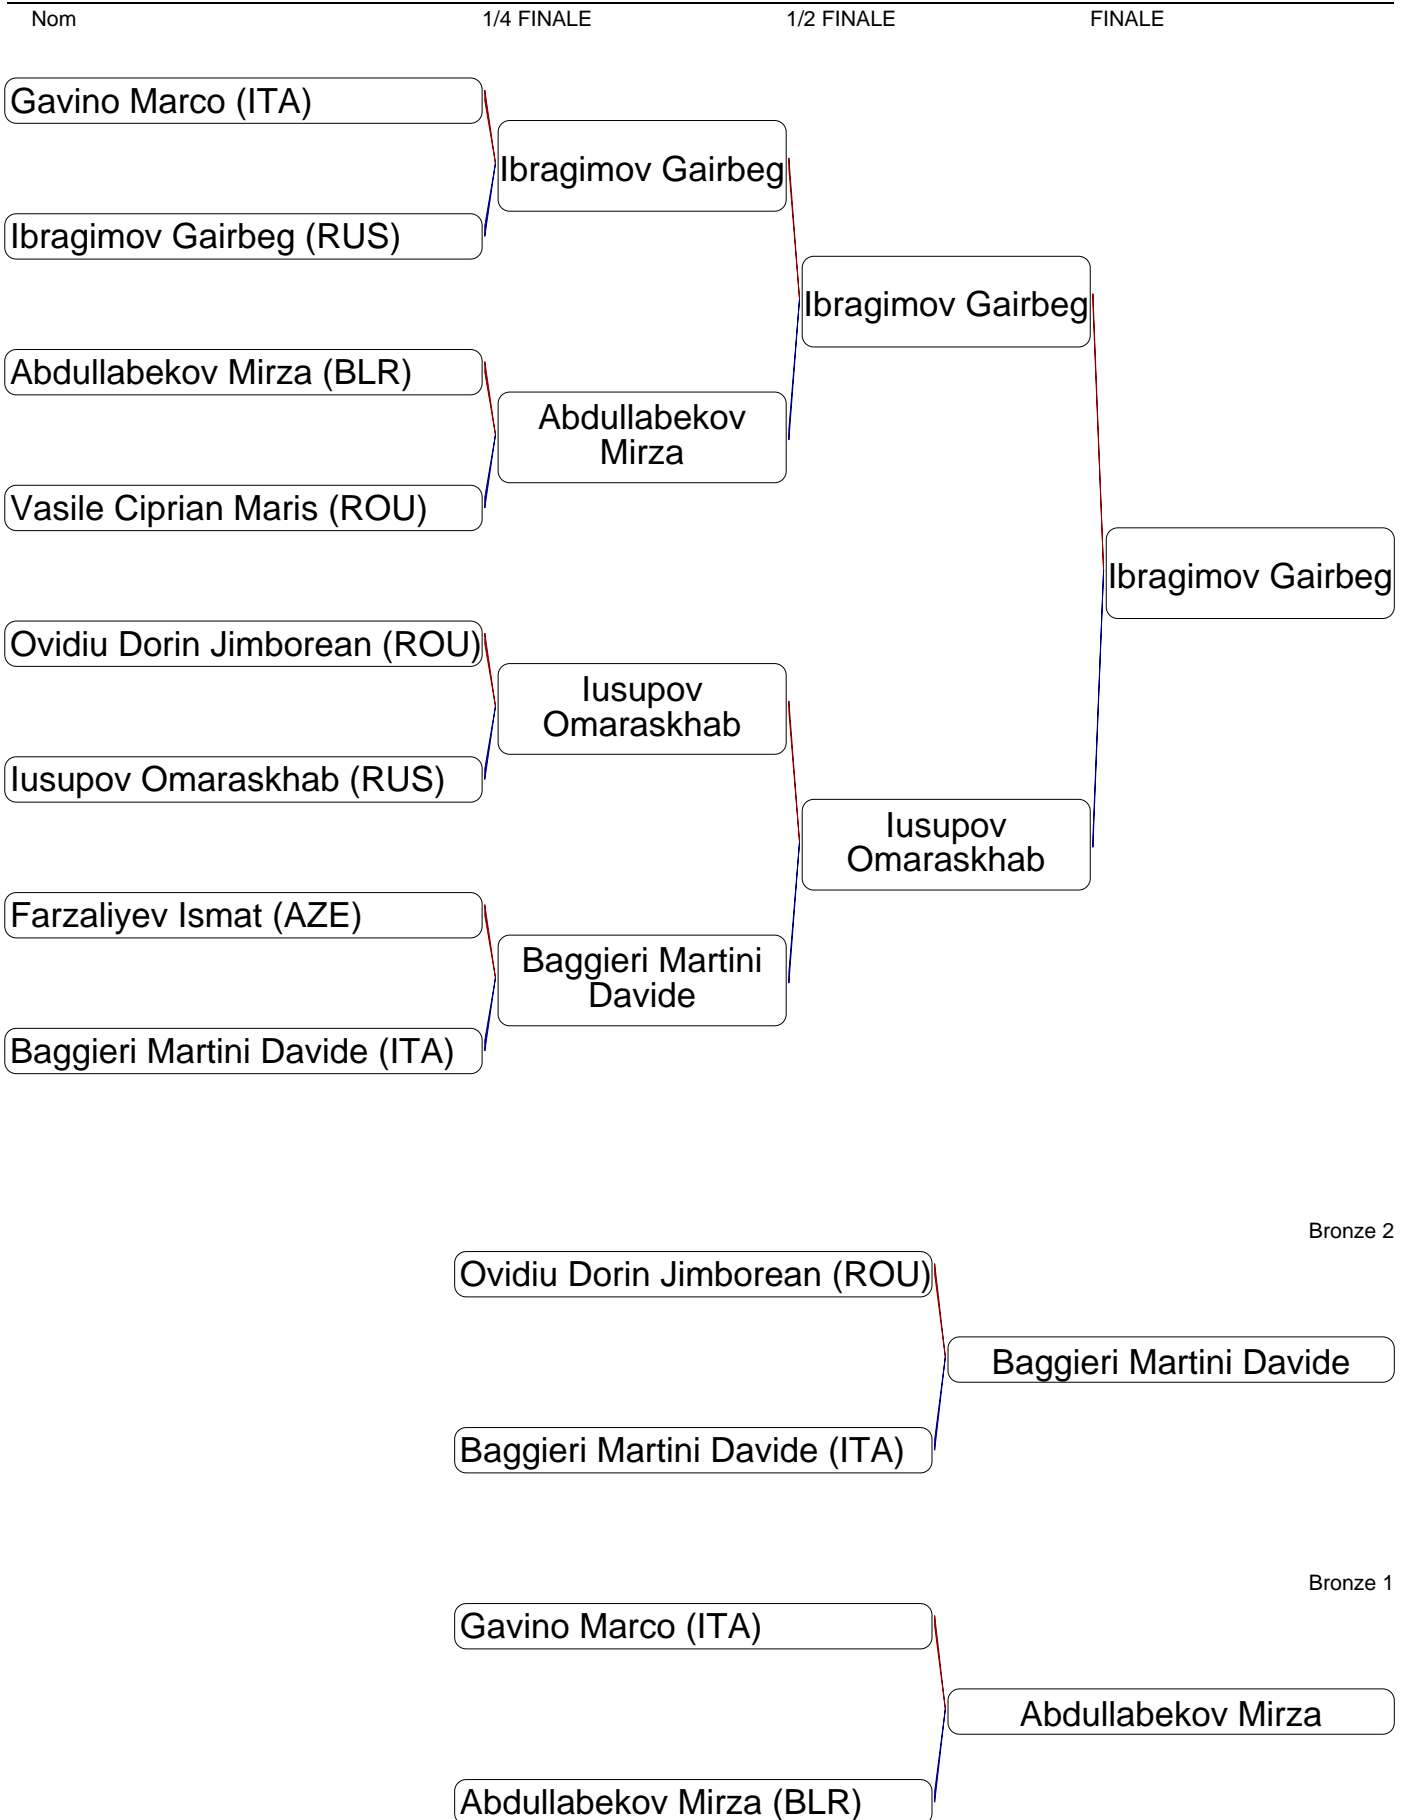 Nom 1/4 FINALE 1/2 FINALE FINALE
Gavino Marco (ITA)
Ibragimov Gairbeg
Ibragimov Gairbeg (RUS)
Ibragimov Gairbeg
Abdullabekov Mirza (BLR)
Abdullabekov
Mirza
Vasile Ciprian Maris (ROU)
Ibragimov Gairbeg
Ovidiu Dorin Jimborean (ROU)
Iusupov
Omaraskhab
Iusupov Omaraskhab (RUS)
Iusupov
Omaraskhab
Farzaliyev Ismat (AZE)
Baggieri Martini
Davide
Baggieri Martini Davide (ITA)
Bronze 2
Ovidiu Dorin Jimborean (ROU)
Baggieri Martini Davide
Baggieri Martini Davide (ITA)
Bronze 1
Gavino Marco (ITA)
Abdullabekov Mirza
Abdullabekov Mirza (BLR)